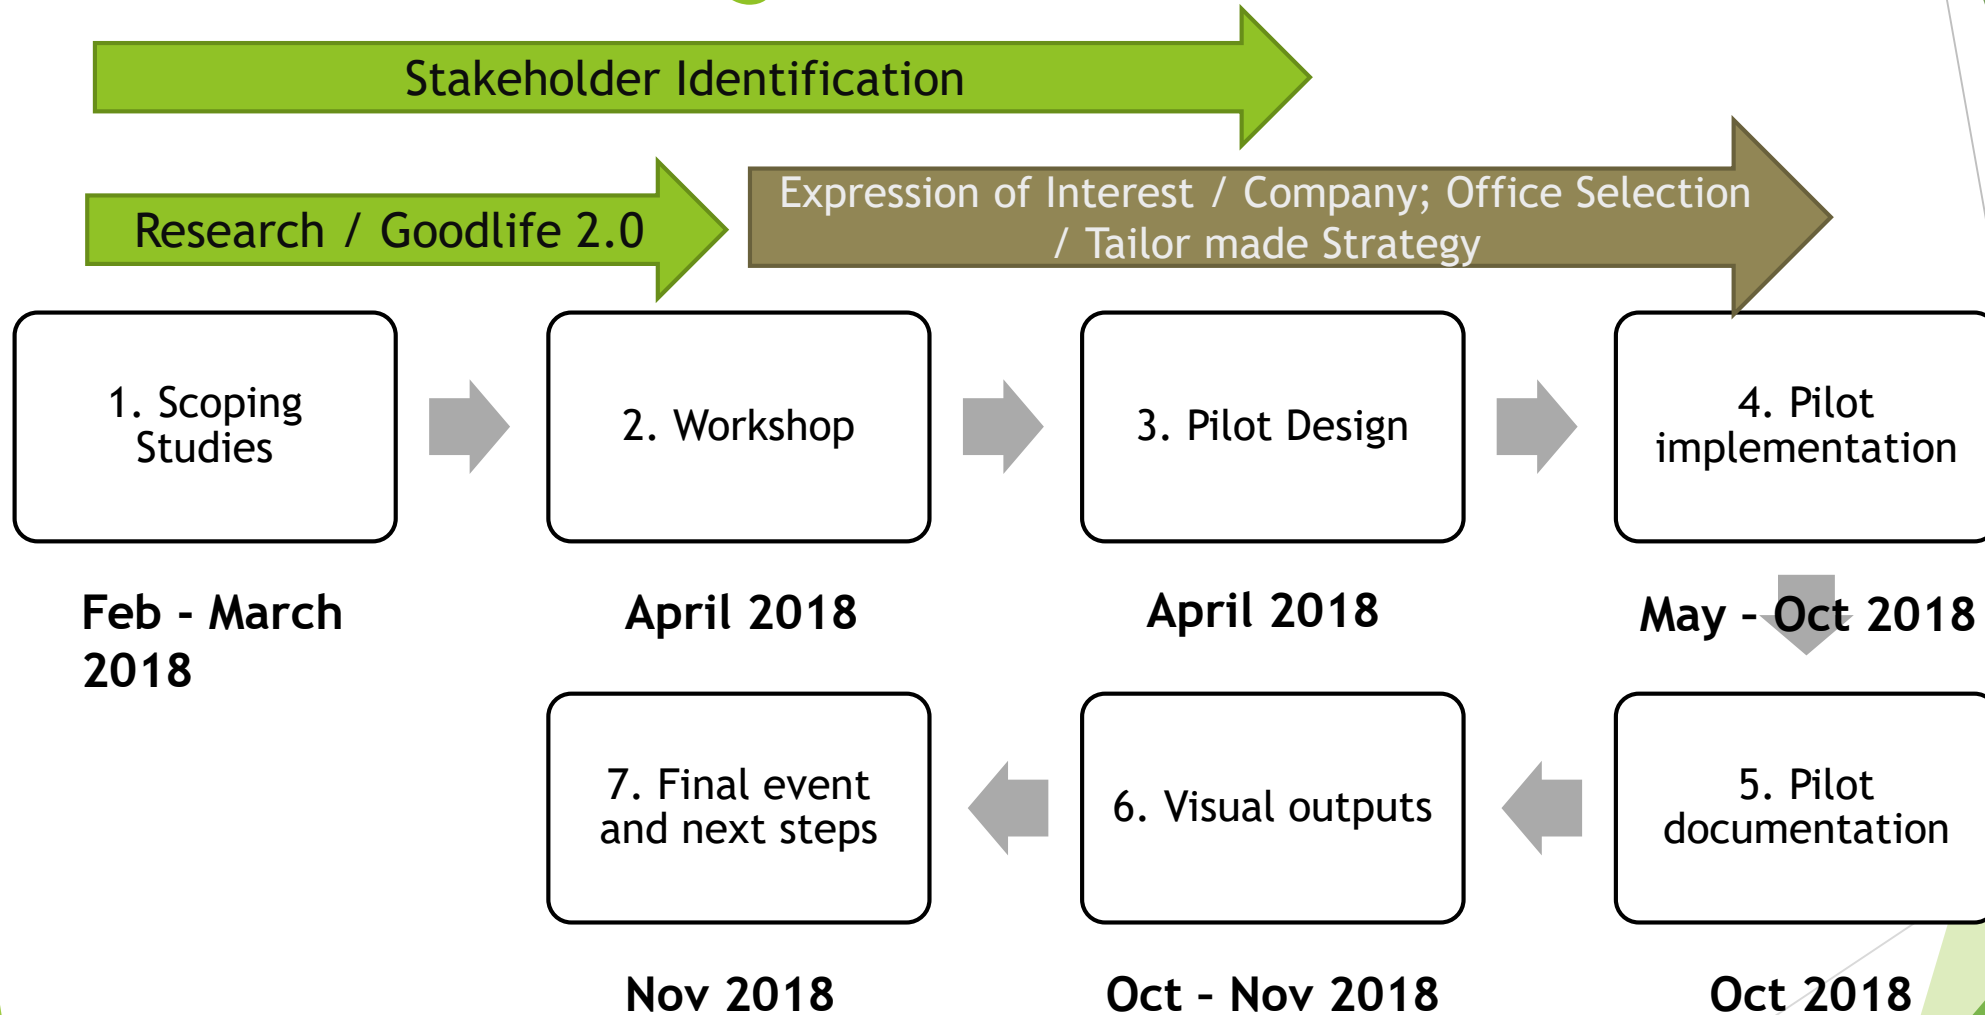 Stakeholder Identification
Research / Goodlife 2.0
Expression of Interest / Company; Office Selection
/ Tailor made Strategy
1. Scoping
Studies
2. Workshop
3. Pilot Design
4. Pilot
implementation
Feb - March
2018
April 2018
April 2018
May – Oct 2018
7. Final event
and next steps
6. Visual outputs
5. Pilot
documentation
Nov 2018
Oct – Nov 2018
Oct 2018